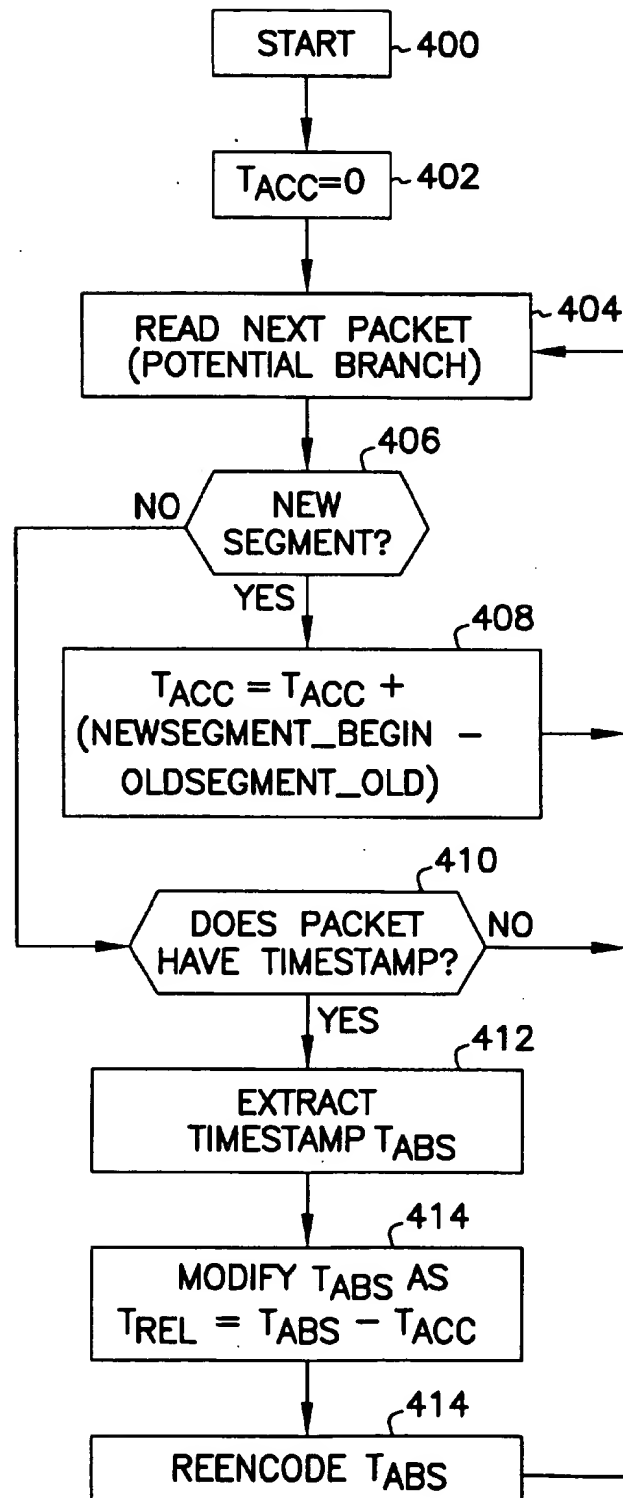 START
400
TACC=0
402
404
READ NEXT PACKET
(POTENTIAL BRANCH)
406
NO
NEW
SEGMENT?
YES
408
TACC = TACC +
(NEWSEGMENT_BEGIN -
OLDSEGMENT_OLD)
410
DOES PACKET
HAVE TIMESTAMP?
NO
YES
412
EXTRACT
TIMESTAMP TABS
414
MODIFY TABS AS
TREL = TABS - TACC
414
REENCODE TABS